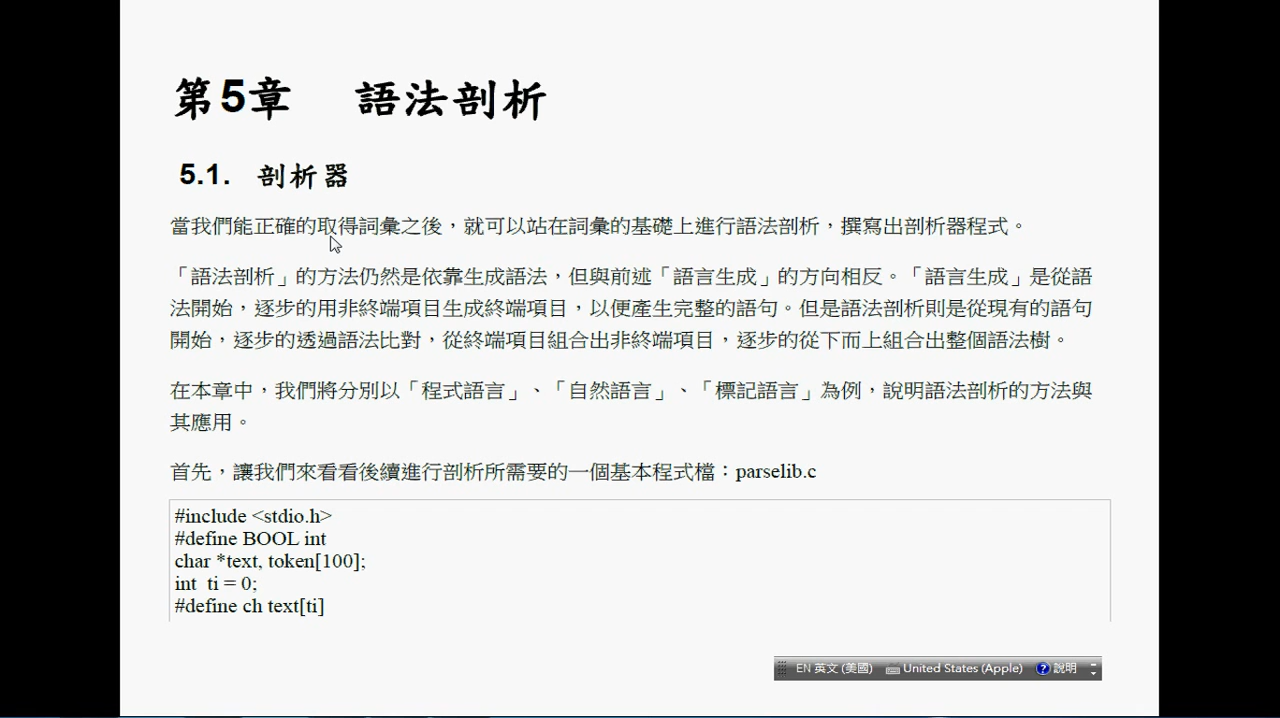 第5章 語法剖析
5.1. 剖析器
當我們能正確的取得詞彙之後，就可以站在詞彙的基礎上進行語法剖析，撰寫出剖析器程式。
「語法剖析」的方法仍然是依靠生成語法，但與前述「語言生成」的方向相反。「語言生成」是從語
法開始，逐步的用非終端項目生成終端項目，以便產生完整的語句。但是語法剖析則是從現有的語句
開始，逐步的透過語法比對，從終端項目組合出非終端項目，逐步的從下而上組合出整個語法樹。
在本章中，我們將分別以「程式語言」、「自然語言」、「標記語言」為例，說明語法剖析的方法與
其應用。
首先，讓我們來看看後續進行剖析所需要的一個基本程式檔：parselib.c
#include <stdio.h>
#define BOOL int
char *text, token[100];
int  ti = 0;
#define ch text[ti]
EN 英文 (美國) United States (Apple) 說明